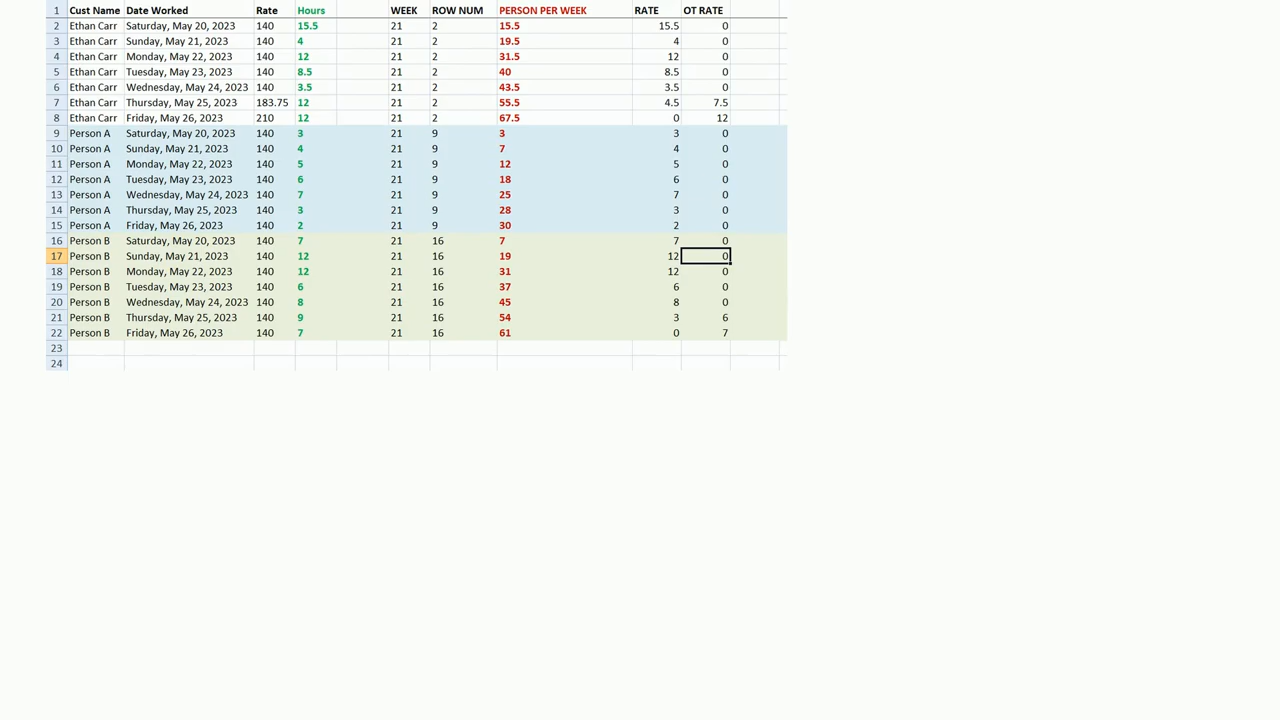 1 Cust Name Date Worked Rate Hours WEEK ROW NUM PERSON PER WEEK RATE OT RATE
2 Ethan Carr Saturday, May 20, 2023 140 15.5 21 2 15.5 15.5 0
3 Ethan Carr Sunday, May 21, 2023 140 4 21 2 19.5 4 0
4 Ethan Carr Monday, May 22, 2023 140 12 21 2 31.5 12 0
5 Ethan Carr Tuesday, May 23, 2023 140 8.5 21 2 40 8.5 0
6 Ethan Carr Wednesday, May 24, 2023 140 3.5 21 2 43.5 3.5 0
7 Ethan Carr Thursday, May 25, 2023 183.75 12 21 2 55.5 4.5 7.5
8 Ethan Carr Friday, May 26, 2023 210 12 21 2 67.5 0 12
9 Person A Saturday, May 20, 2023 140 3 21 9 3 3 0
10 Person A Sunday, May 21, 2023 140 4 21 9 7 4 0
11 Person A Monday, May 22, 2023 140 5 21 9 12 5 0
12 Person A Tuesday, May 23, 2023 140 6 21 9 18 6 0
13 Person A Wednesday, May 24, 2023 140 7 21 9 25 7 0
14 Person A Thursday, May 25, 2023 140 3 21 9 28 3 0
15 Person A Friday, May 26, 2023 140 2 21 9 30 2 0
16 Person B Saturday, May 20, 2023 140 7 21 16 7 7 0
17 Person B Sunday, May 21, 2023 140 12 21 16 19 12 0
18 Person B Monday, May 22, 2023 140 12 21 16 31 12 0
19 Person B Tuesday, May 23, 2023 140 6 21 16 37 6 0
20 Person B Wednesday, May 24, 2023 140 8 21 16 45 8 0
21 Person B Thursday, May 25, 2023 140 9 21 16 54 3 6
22 Person B Friday, May 26, 2023 140 7 21 16 61 0 7
23
24